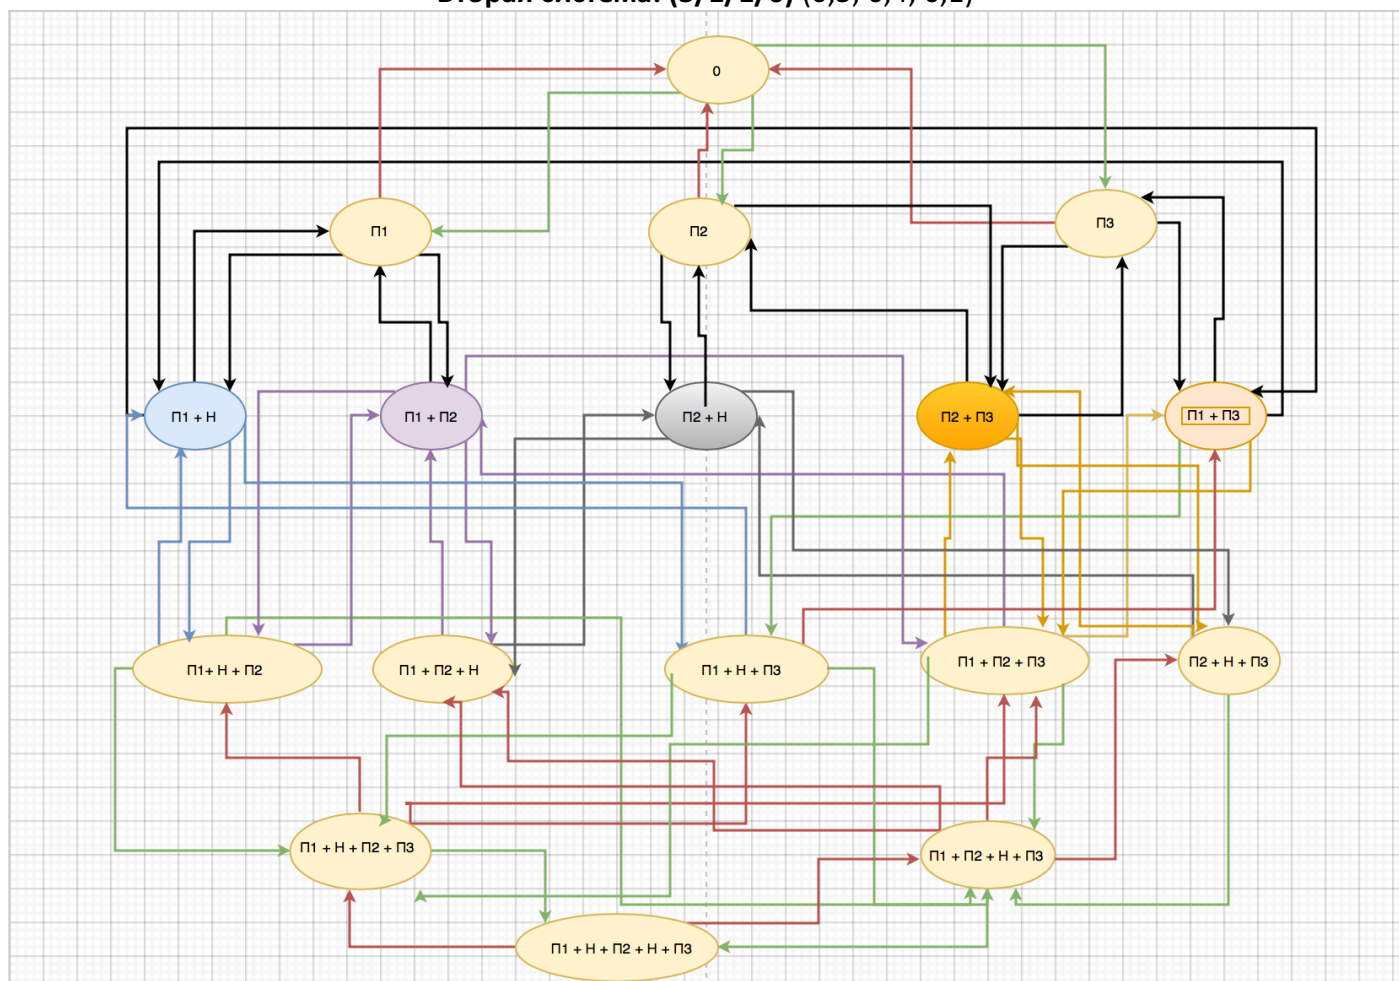 0
П1
П2
П3
П1 + Н
П1 + П2
П2 + Н
П2 + П3
П1 + П3
П1+ Н + П2
П1 + П2 + Н
П1 + Н + П3
П1 + П2 + П3
П2 + Н + П3
П1 + Н + П2 + П3
П1 + П2 + Н + П3
П1 + Н + П2 + Н + П3